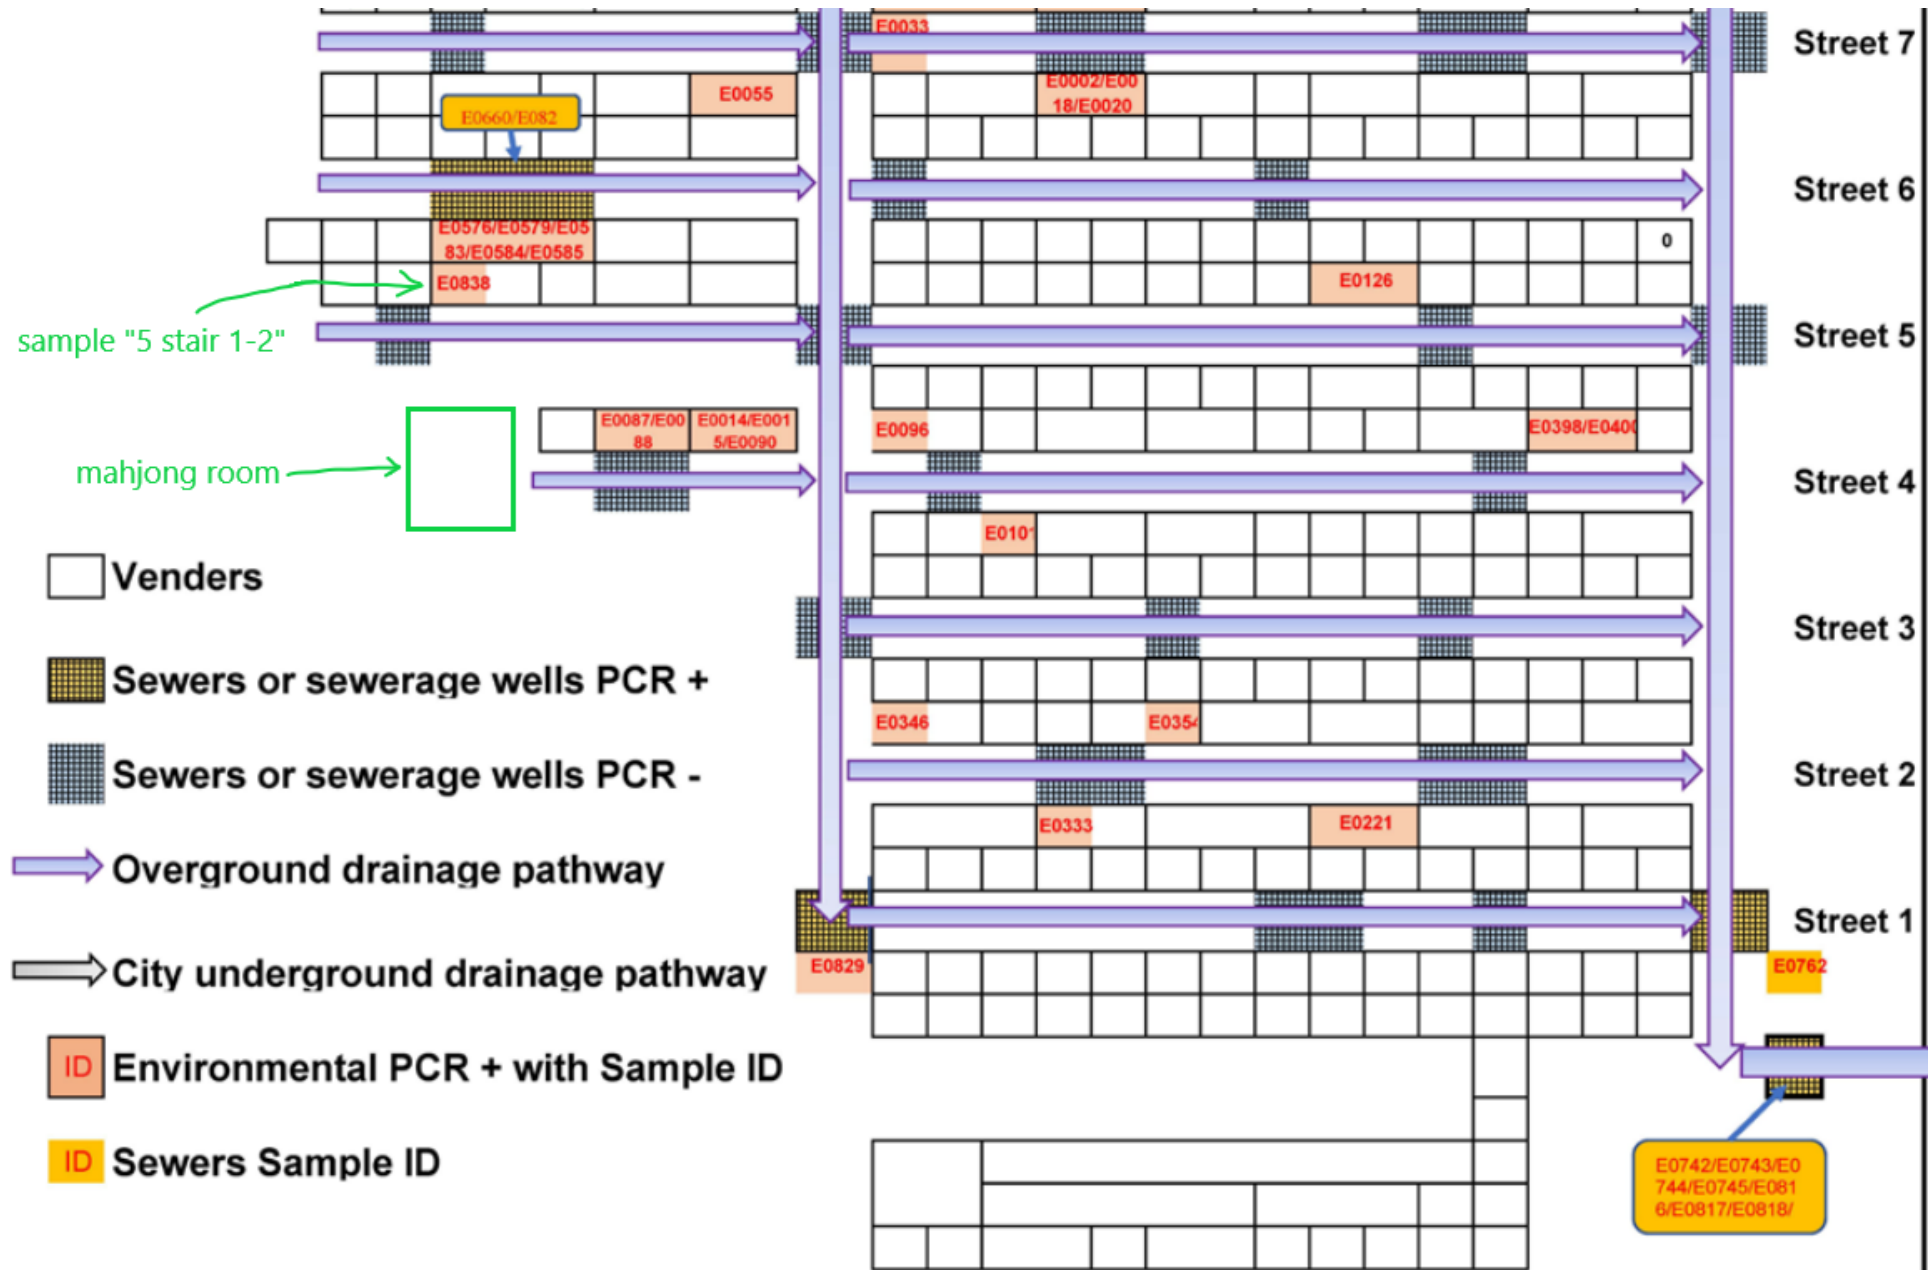 E0033
Street 7
E0055
E0002/E00
18/E0020
E0660/E082
Street 6
E0576/E0579/E05
83/E0584/E0585
0
E0838
E0126
sample "5 stair 1-2"
Street 5
E0087/E00
88
E0014/E001
5/E0090
E0096
E0398/E0400
mahjong room
Street 4
E0101
Venders
Street 3
Sewers or sewerage wells PCR +
E0346
E0354
Sewers or sewerage wells PCR -
Street 2
E0333
E0221
Overground drainage pathway
Street 1
City underground drainage pathway
E0829
E0762
ID Environmental PCR + with Sample ID
ID Sewers Sample ID
E0742/E0743/E0
744/E0745/E081
6/E0817/E0818/